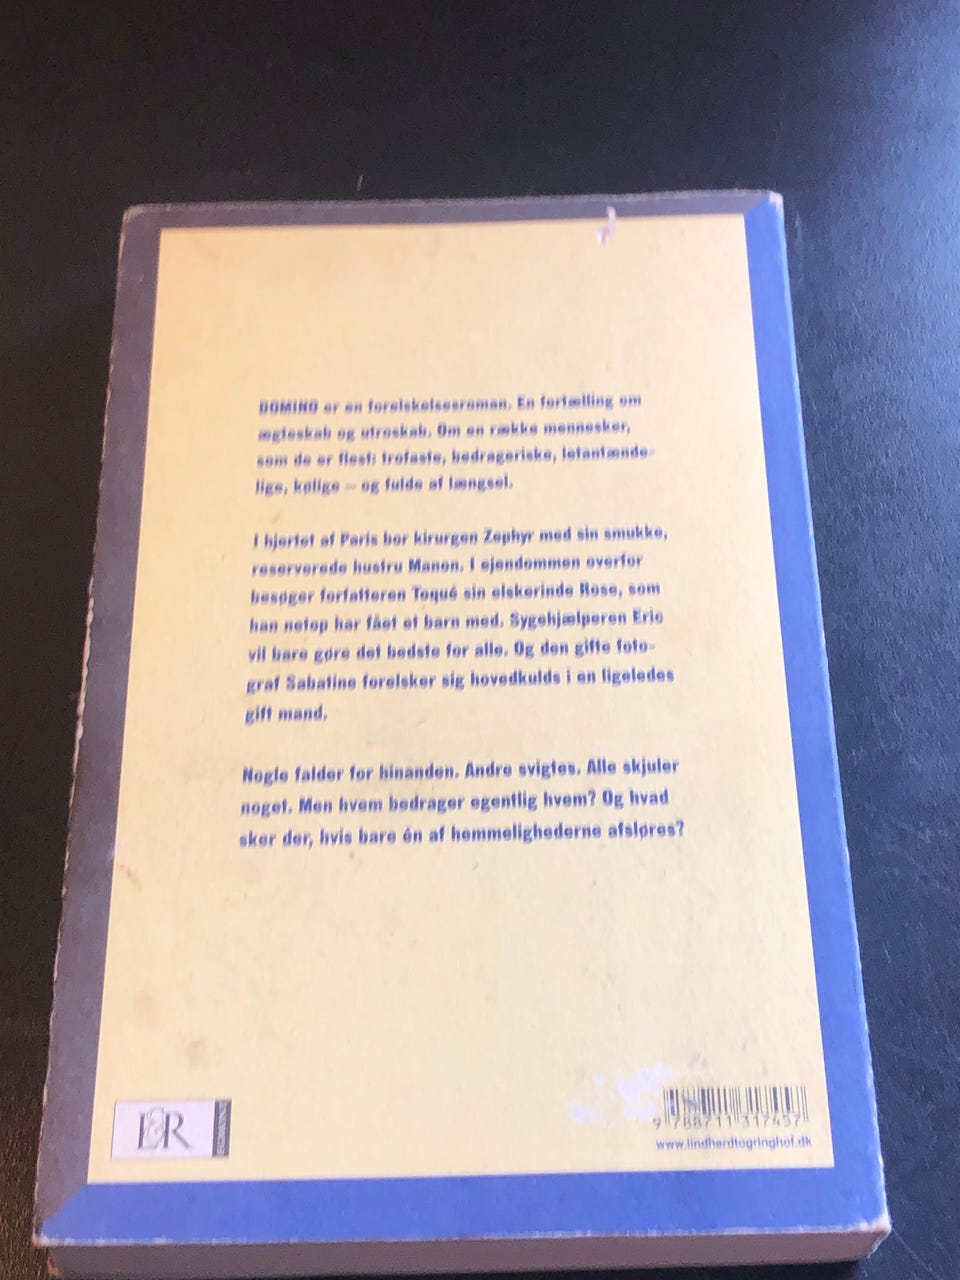 DOMINO er en forelskelsesroman. En fortælling om
ægteskab og utroskab. Om en række mennesker,
som de er flest: trofaste, bedrageriske, letantænde-
lige, kølige – og fulde af længsel.
I hjertet af Paris bor kirurgen Zephyr med sin smukke,
reserverede hustru Manon. I ejendommen overfor
besøger forfatteren Toqué sin elskerinde Rose, som
han netop har fået et barn med. Sygehjælperen Eric
vil bare gøre det bedste for alle. Og den gifte foto-
graf Sabatine forelsker sig hovedkulds i en ligeledes
gift mand.
Nogle falder for hinanden. Andre svigtes. Alle skjuler
noget. Men hvem bedrager egentlig hvem? Og hvad
sker der, hvis bare én af hemmelighederne afsløres?
L&R
9 788711 317457
www.lindhardtogringhof.dk